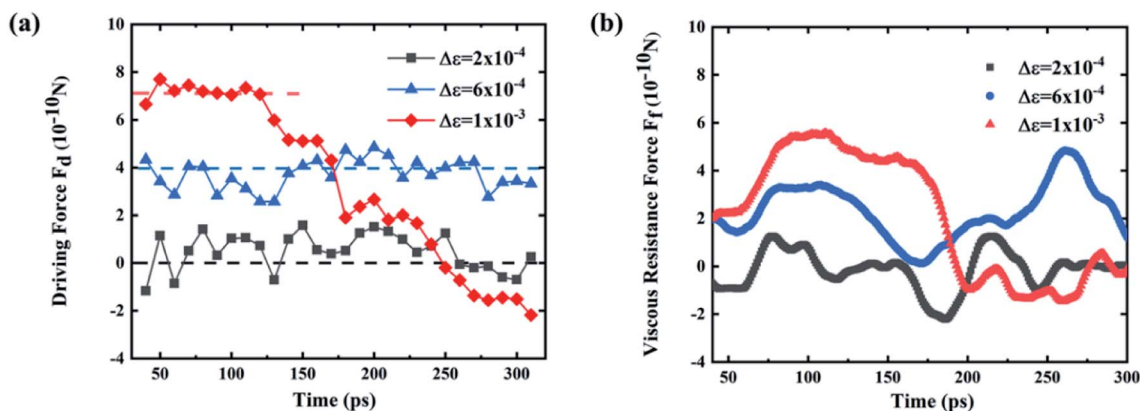 (a)
Driving Force F_d (10⁻¹⁰N)
10
8
6
4
2
0
-2
-4
Δε=2x10⁻⁴
Δε=6x10⁻⁴
Δε=1x10⁻³
50
100
150
200
250
300
Time (ps)
(b)
Viscous Resistance Force F_f (10⁻¹⁰N)
10
8
6
4
2
0
-2
-4
Δε=2x10⁻⁴
Δε=6x10⁻⁴
Δε=1x10⁻³
50
100
150
200
250
300
Time (ps)